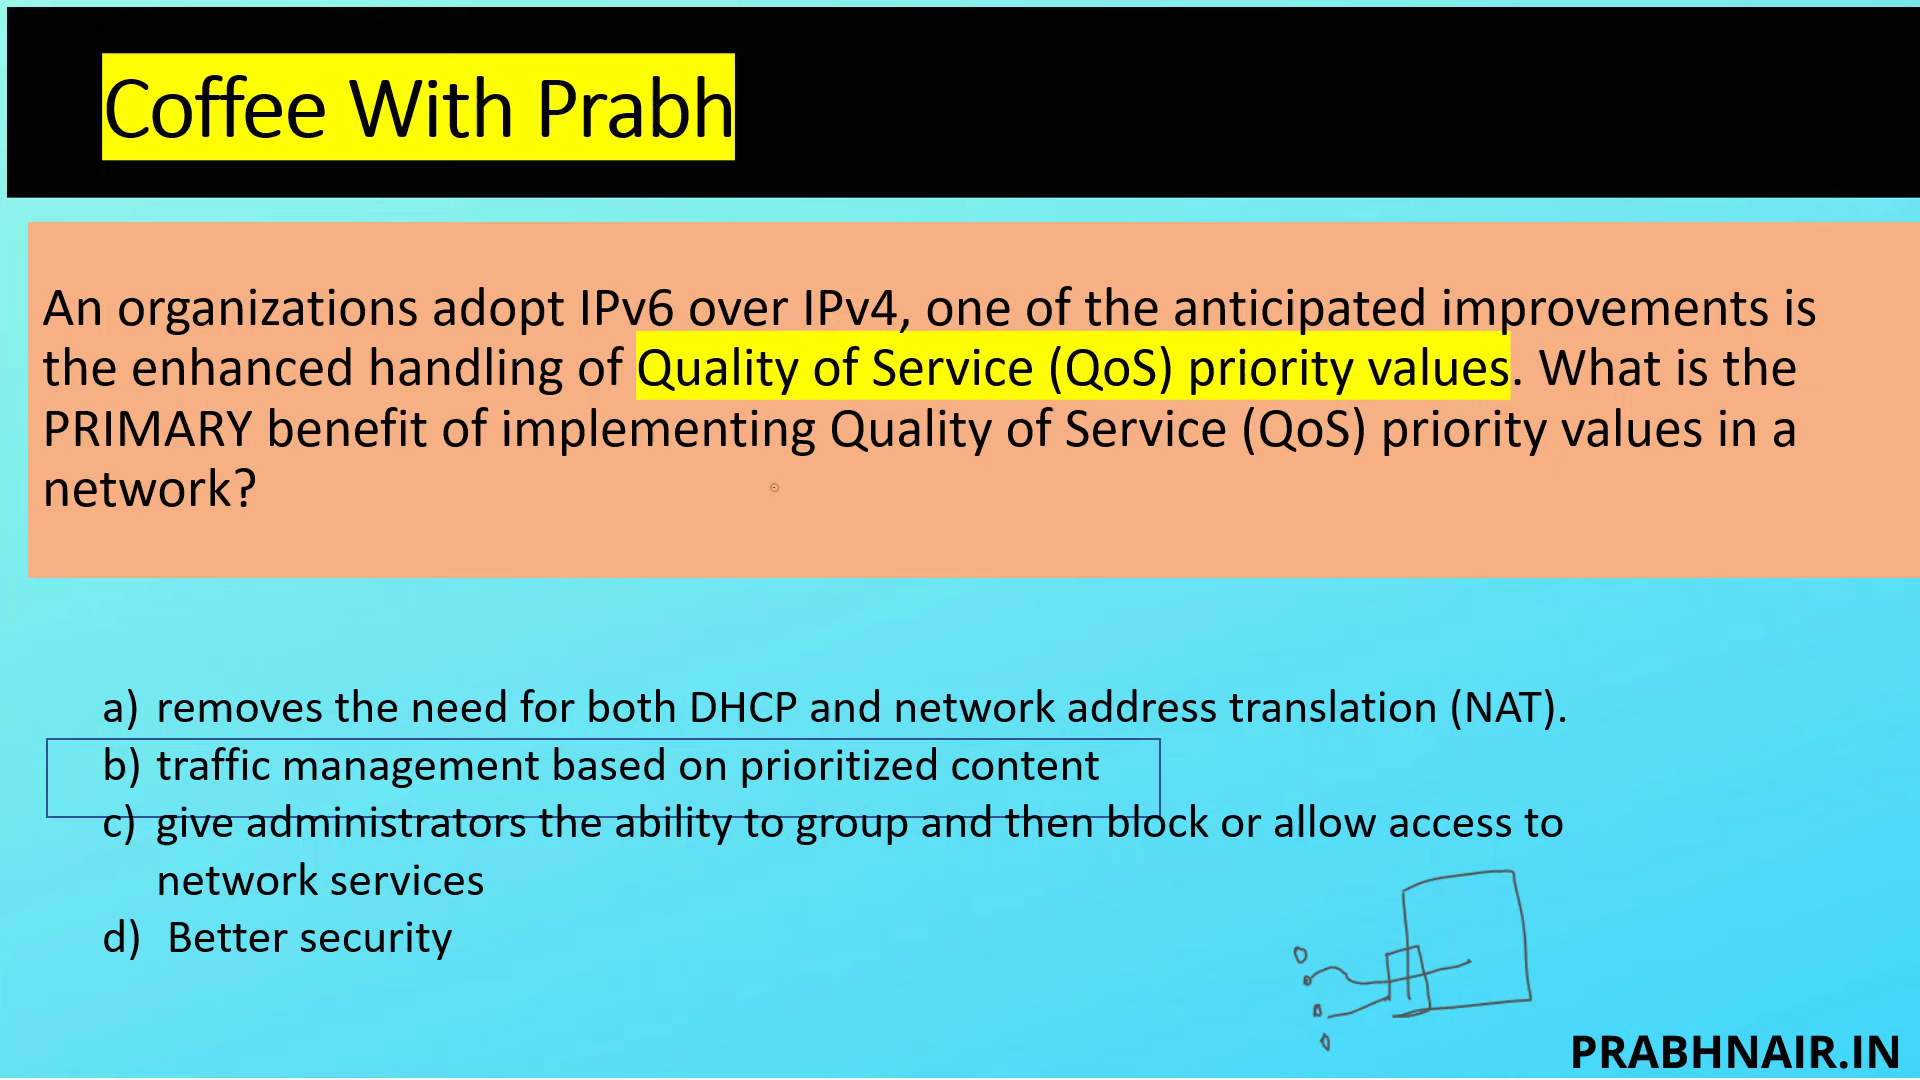 Coffee With Prabh
An organizations adopt IPv6 over IPv4, one of the anticipated improvements is
the enhanced handling of Quality of Service (QoS) priority values. What is the
PRIMARY benefit of implementing Quality of Service (QoS) priority values in a
network?
a) removes the need for both DHCP and network address translation (NAT).
b) traffic management based on prioritized content
c) give administrators the ability to group and then block or allow access to
network services
d) Better security
PRABHNAIR.IN